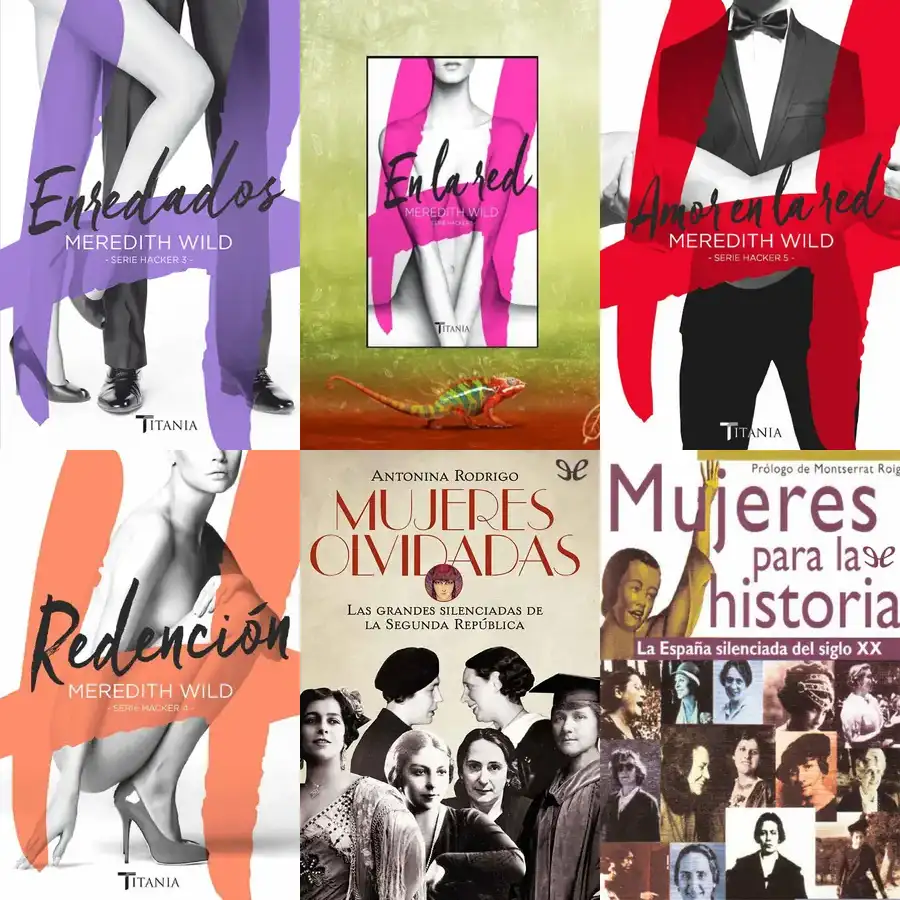 Enredados
MEREDITH WILD
- SERIE HACKER 3 -
TITANIA
En la red
MEREDITH WILD
TITANIA
Amor en la red
MEREDITH WILD
- SERIE HACKER 5 -
TITANIA
Redención
MEREDITH WILD
- SERIE HACKER 4 -
TITANIA
ANTONINA RODRIGO
MUJERES
OLVIDADAS
LAS GRANDES SILENCIADAS DE
LA SEGUNDA REPÚBLICA
Prólogo de Montserrat Roig
Mujeres
para la
historia
La España silenciada del siglo XX